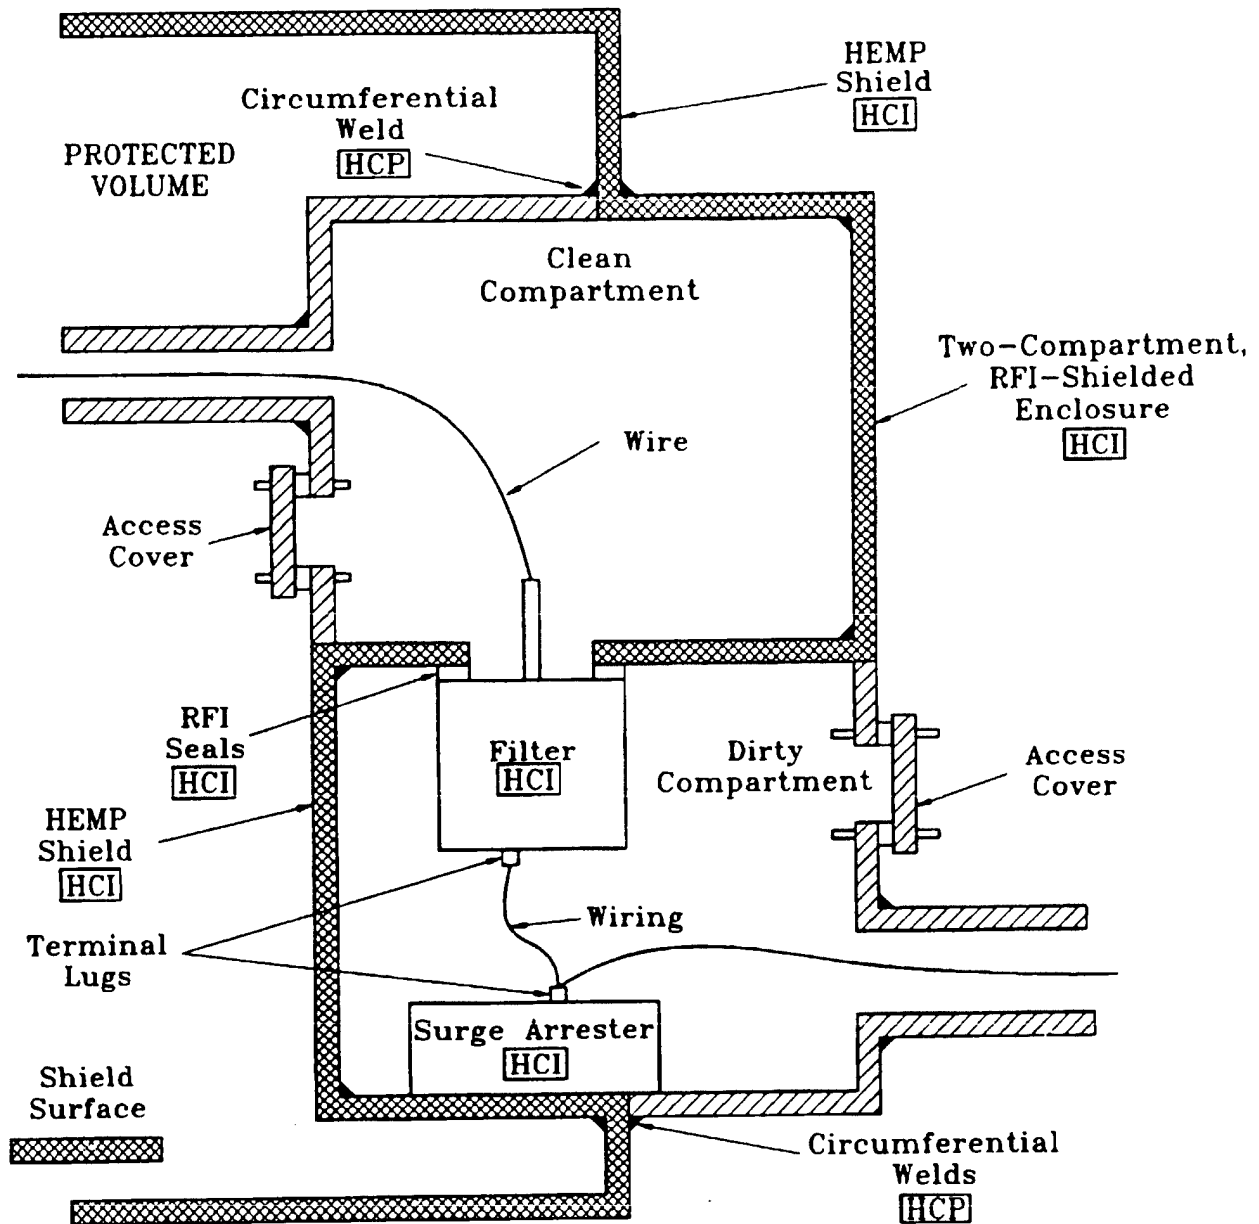 HEMP
Shield
HCI
Circumferential
Weld
HCP
PROTECTED
VOLUME
Clean
Compartment
Two-Compartment,
RFI-Shielded
Enclosure
HCI
Wire
Access
Cover
RFI
Seals
HCI
Filter
HCI
Dirty
Compartment
Access
Cover
HEMP
Shield
HCI
Wiring
Terminal
Lugs
Surge Arrester
HCI
Shield
Surface
Circumferential
Welds
HCP